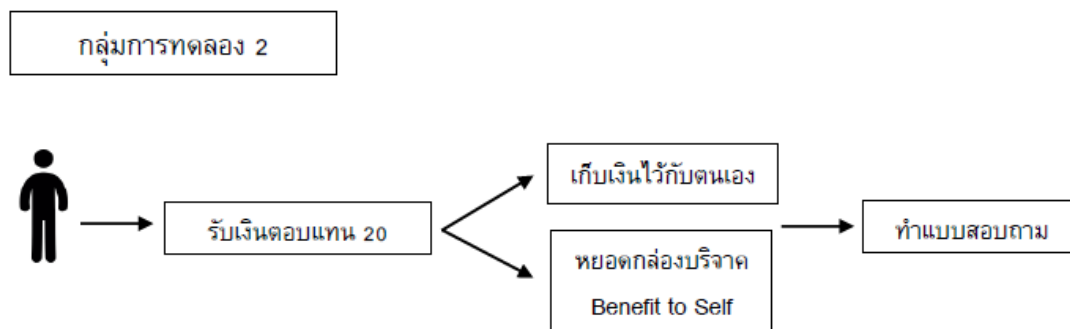 กลุ่มการทดลอง 2
เก็บเงินไว้กับตนเอง
รับเงินตอบแทน 20
ทำแบบสอบถาม
หยอดกล่องบริจาค
Benefit to Self